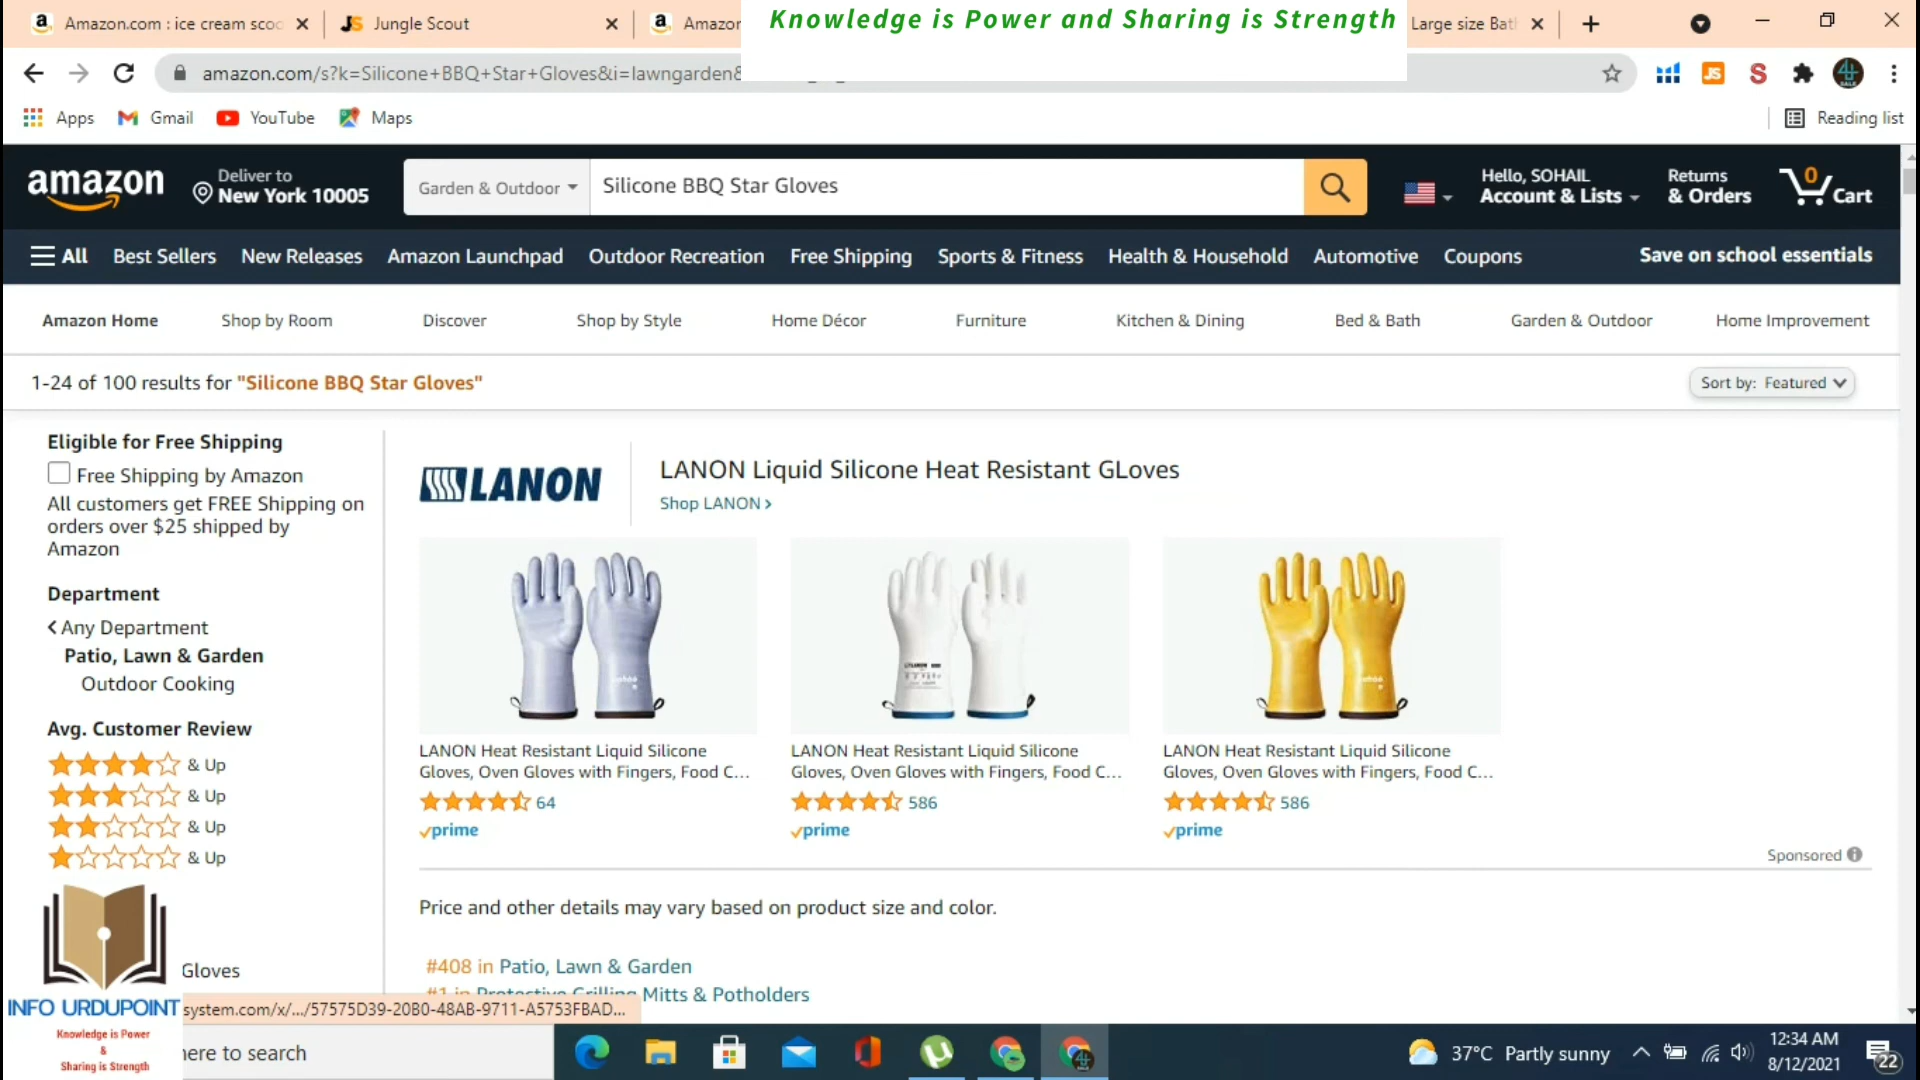 Amazon.com : ice cream scoo
Jungle Scout
Amazon
Knowledge is Power and Sharing is Strength
Large size Bat
amazon.com/s?k=Silicone+BBQ+Star+Gloves&i=lawngarden&
Apps
Gmail
YouTube
Maps
Reading list
amazon
Deliver to
New York 10005
Garden & Outdoor
Silicone BBQ Star Gloves
Hello, SOHAIL
Account & Lists
Returns
& Orders
0
Cart
All
Best Sellers
New Releases
Amazon Launchpad
Outdoor Recreation
Free Shipping
Sports & Fitness
Health & Household
Automotive
Coupons
Save on school essentials
Amazon Home
Shop by Room
Discover
Shop by Style
Home Décor
Furniture
Kitchen & Dining
Bed & Bath
Garden & Outdoor
Home Improvement
1-24 of 100 results for "Silicone BBQ Star Gloves"
Sort by: Featured
Eligible for Free Shipping
Free Shipping by Amazon
All customers get FREE Shipping on
orders over $25 shipped by
Amazon
Department
Any Department
Patio, Lawn & Garden
Outdoor Cooking
Avg. Customer Review
& Up
& Up
& Up
& Up
Gloves
LANON
LANON Liquid Silicone Heat Resistant GLoves
Shop LANON ›
LANON Heat Resistant Liquid Silicone
Gloves, Oven Gloves with Fingers, Food C...
64
prime
LANON Heat Resistant Liquid Silicone
Gloves, Oven Gloves with Fingers, Food C...
586
prime
LANON Heat Resistant Liquid Silicone
Gloves, Oven Gloves with Fingers, Food C...
586
prime
Sponsored
Price and other details may vary based on product size and color.
#408 in Patio, Lawn & Garden
#1 in Protective Grilling Mitts & Potholders
INFO URDUPOINT
Knowledge is Power
&
Sharing is Strength
system.com/x/.../57575D39-20B0-48AB-9711-A5753FBAD...
here to search
37°C Partly sunny
12:34 AM
8/12/2021
22